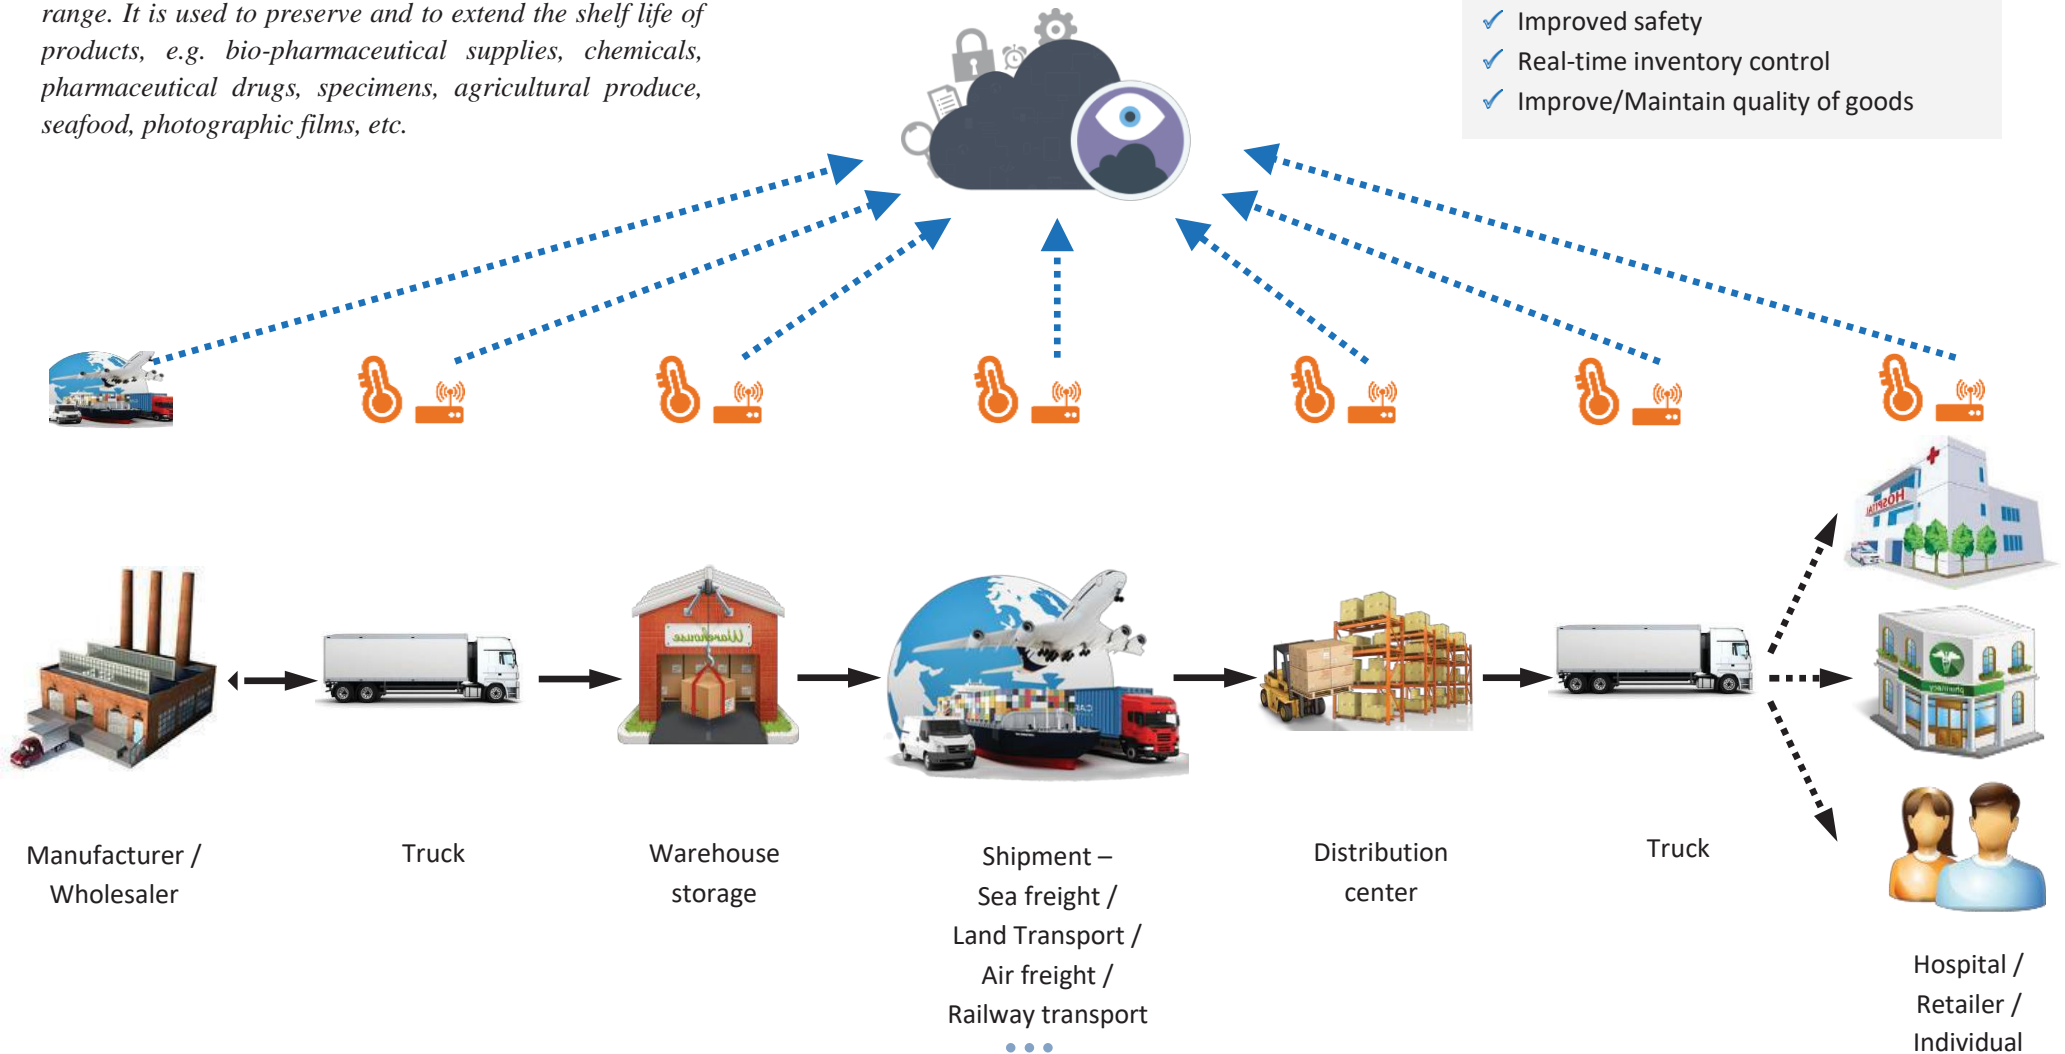 range. It is used to preserve and to extend the shelf life of
products, e.g. bio-pharmaceutical supplies, chemicals,
pharmaceutical drugs, specimens, agricultural produce,
seafood, photographic films, etc.
✓ Improved safety
✓ Real-time inventory control
✓ Improve/Maintain quality of goods
HOSPITAL
Warehouse
pharmacy
Manufacturer /
Wholesaler
Truck
Warehouse
storage
Shipment –
Sea freight /
Land Transport /
Air freight /
Railway transport
Distribution
center
Truck
Hospital /
Retailer /
Individual